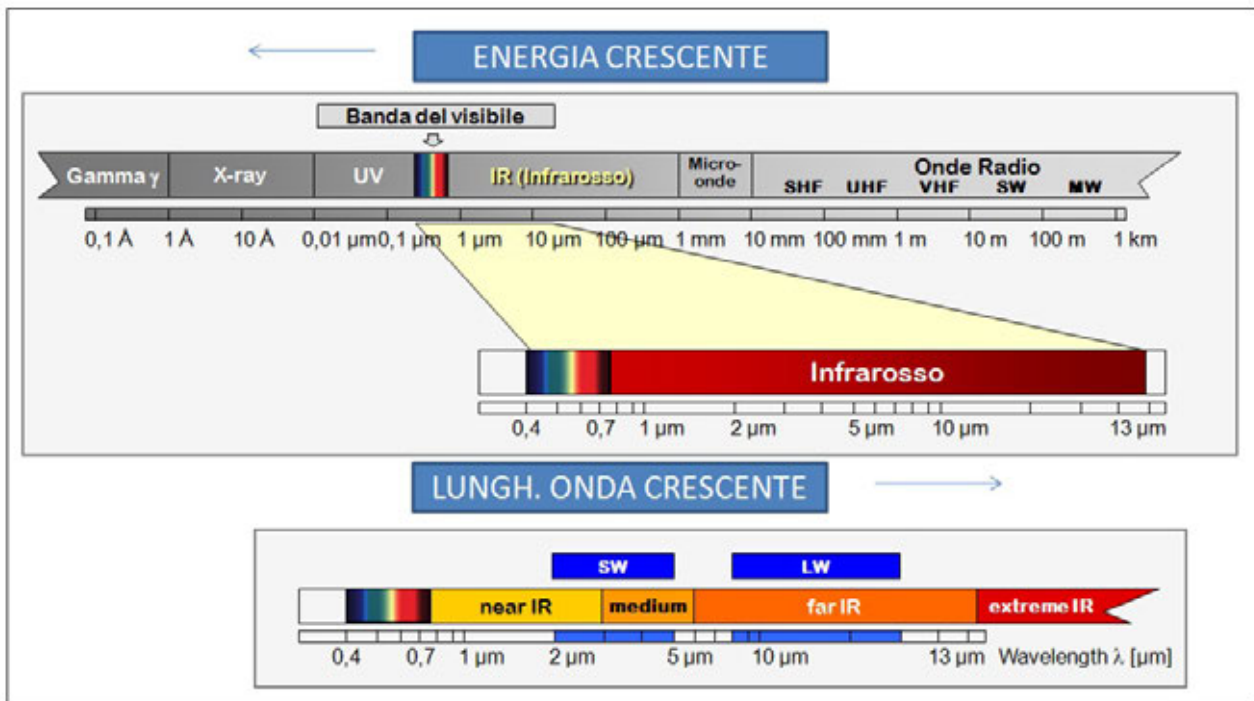 ENERGIA CRESCENTE
Banda del visibile
Gamma γ X-ray UV IR (Infrarosso) Micro-onde Onde Radio
SHF UHF VHF SW MW
0,1 Å 1 Å 10 Å 0,01 µm 0,1 µm 1 µm 10 µm 100 µm 1 mm 10 mm 100 mm 1 m 10 m 100 m 1 km
Infrarosso
0,4 0,7 1 µm 2 µm 5 µm 10 µm 13 µm
LUNGH. ONDA CRESCENTE
SW LW
near IR medium far IR extreme IR
0,4 0,7 1 µm 2 µm 5 µm 10 µm 13 µm Wavelength λ [µm]